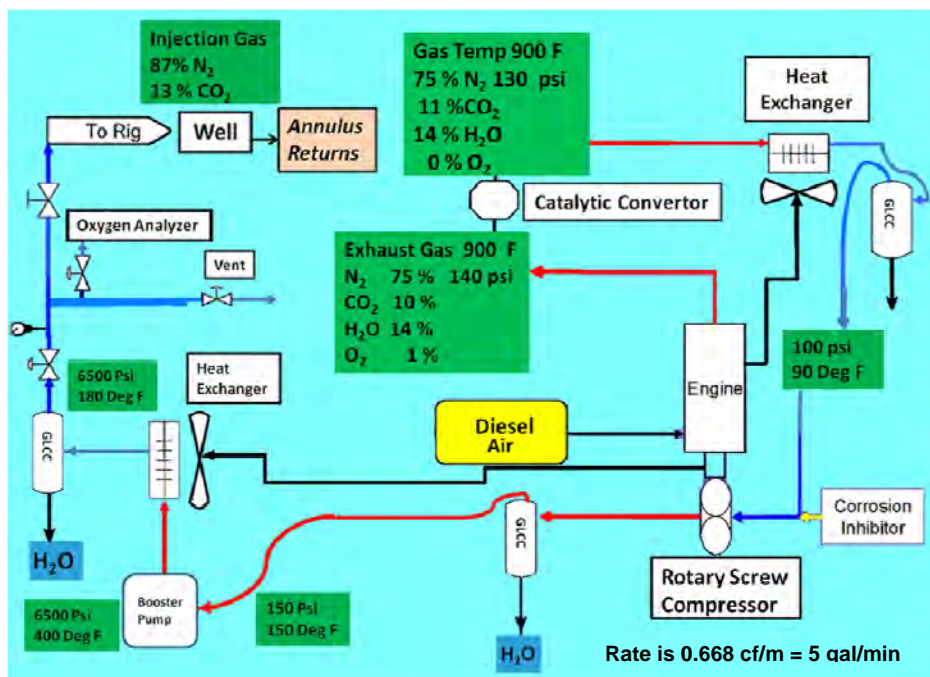 Injection Gas
87% N₂
13 % CO₂
To Rig
Well
Annulus
Returns
Gas Temp 900 F
75 % N₂ 130 psi
11 %CO₂
14 % H₂O
0 % O₂
Heat
Exchanger
GLCC
Catalytic Convertor
Oxygen Analyzer
Vent
Exhaust Gas 900 F
N₂ 75 % 140 psi
CO₂ 10 %
H₂O 14 %
O₂ 1 %
100 psi
90 Deg F
Engine
6500 Psi
180 Deg F
Heat
Exchanger
Diesel
Air
GLCC
H₂O
GLCC
Corrosion
Inhibitor
Rotary Screw
Compressor
6500 Psi
400 Deg F
Booster
Pump
150 Psi
150 Deg F
H₂O
Rate is 0.668 cf/m = 5 gal/min